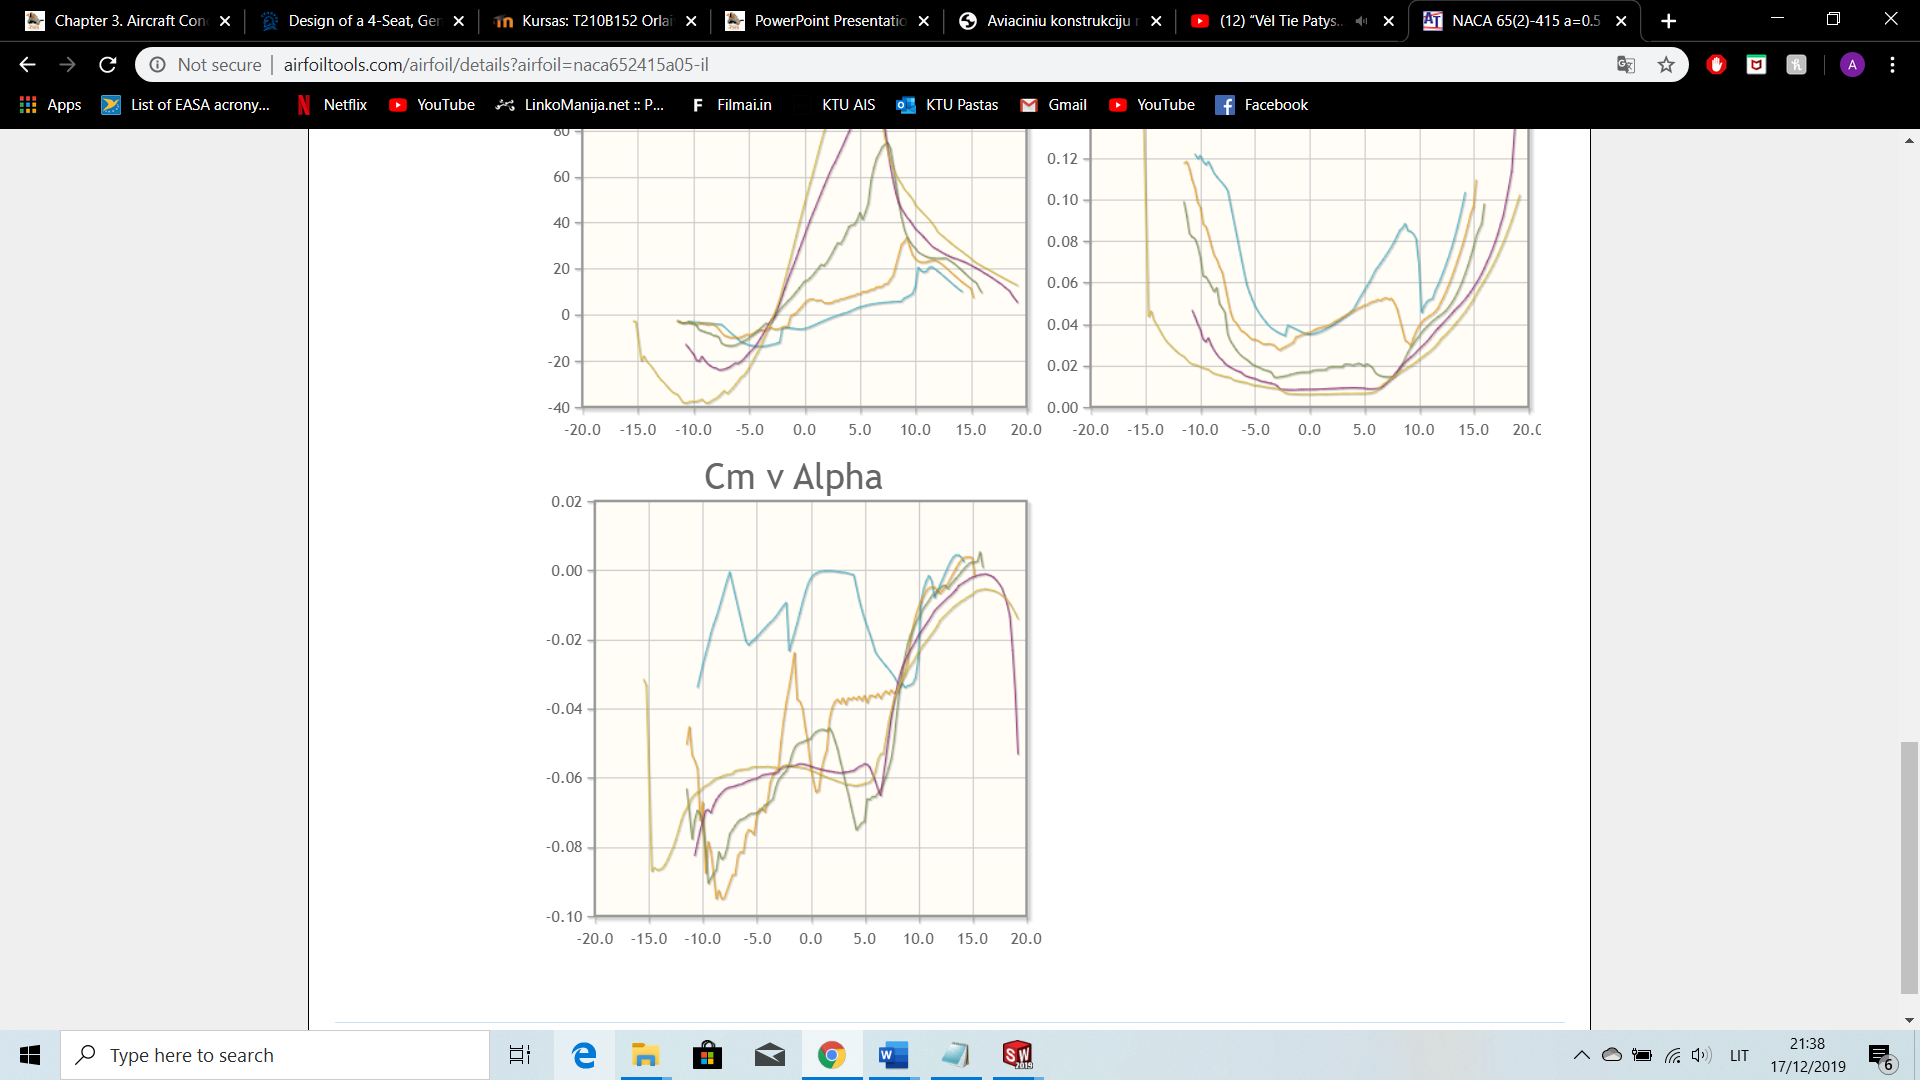 Chapter 3. Aircraft Con
Design of a 4-Seat, Ger
Kursas: T210B152 Orlai
PowerPoint Presentatio
Aviaciniu konstrukciju r
(12) “Vėl Tie Patys..
NACA 65(2)-415 a=0.5
Not secure | airfoiltools.com/airfoil/details?airfoil=naca652415a05-il
A
Apps
List of EASA acrony...
Netflix
YouTube
LinkoManija.net :: P...
Filmai.in
KTU AIS
KTU Pastas
Gmail
YouTube
Facebook
80
60
40
20
0
-20
-40
-20.0 -15.0 -10.0 -5.0 0.0 5.0 10.0 15.0 20.0
0.12
0.10
0.08
0.06
0.04
0.02
0.00
-20.0 -15.0 -10.0 -5.0 0.0 5.0 10.0 15.0 20.0
Cm v Alpha
0.02
0.00
-0.02
-0.04
-0.06
-0.08
-0.10
-20.0 -15.0 -10.0 -5.0 0.0 5.0 10.0 15.0 20.0
Type here to search
SW
2019
LIT
21:38
17/12/2019
6